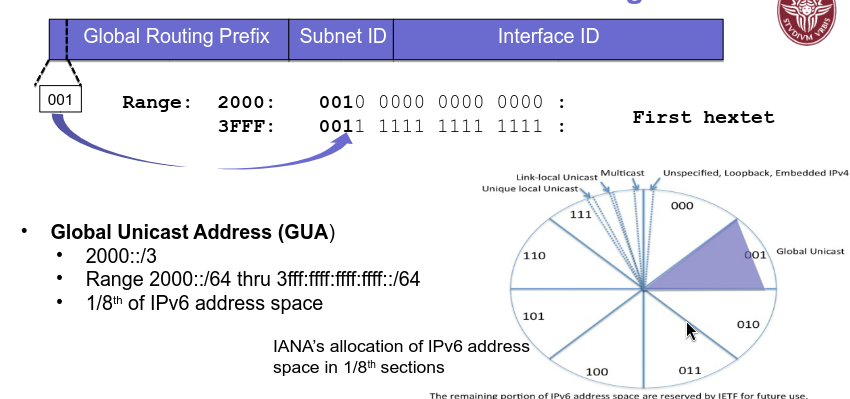 Global Routing Prefix Subnet ID Interface ID
001
Range: 2000: 0010 0000 0000 0000 :
3FFF: 0011 1111 1111 1111 :
First hextet
STVDIVM VRBIS
Link-local Unicast Multicast Unspecified, Loopback, Embedded IPv4
Unique local Unicast
111 000
110 001 Global Unicast
101 010
100 011
• Global Unicast Address (GUA)
• 2000::/3
• Range 2000::/64 thru 3fff:ffff:ffff:ffff::/64
• 1/8th of IPv6 address space
IANA's allocation of IPv6 address
space in 1/8th sections
The remaining portion of IPv6 address space are reserved by IETF for future use.